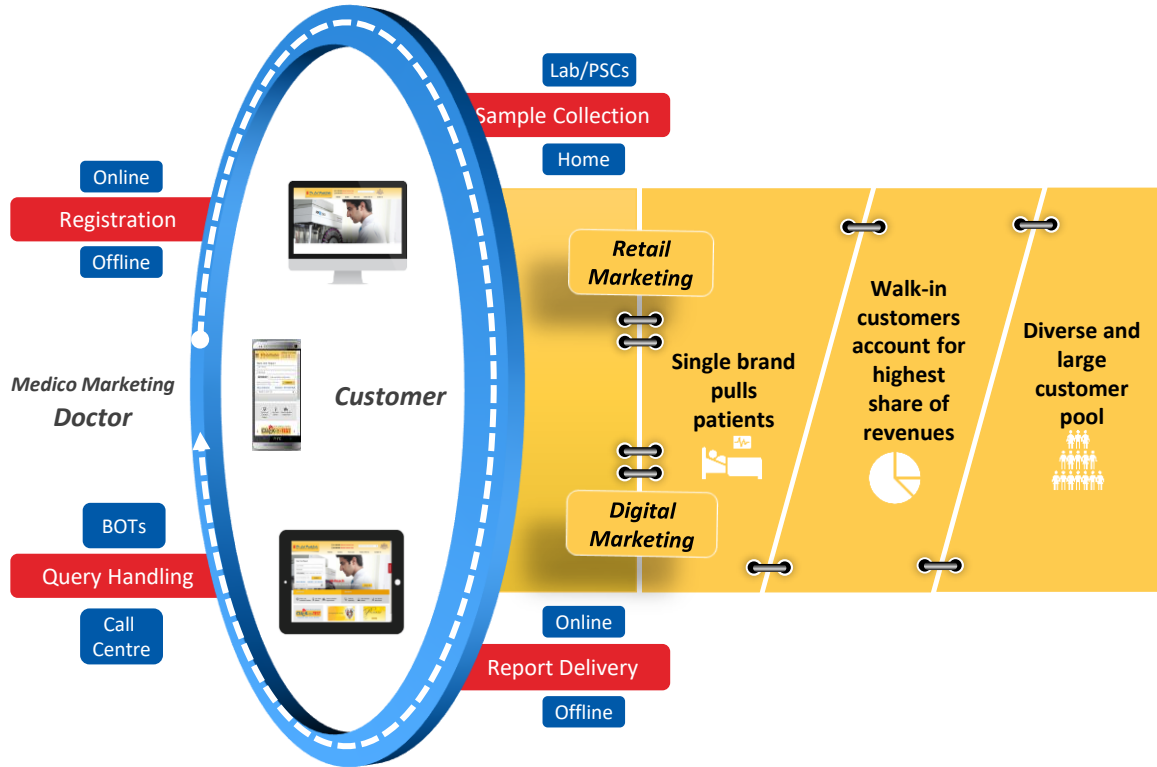 Lab/PSCs
Sample Collection
Home
Online
Registration
Offline
Medico Marketing
Doctor
Customer
BOTs
Query Handling
Call
Centre
Online
Report Delivery
Offline
Retail
Marketing
Digital
Marketing
Single brand
pulls
patients
Walk-in
customers
account for
highest
share of
revenues
Diverse and
large
customer
pool